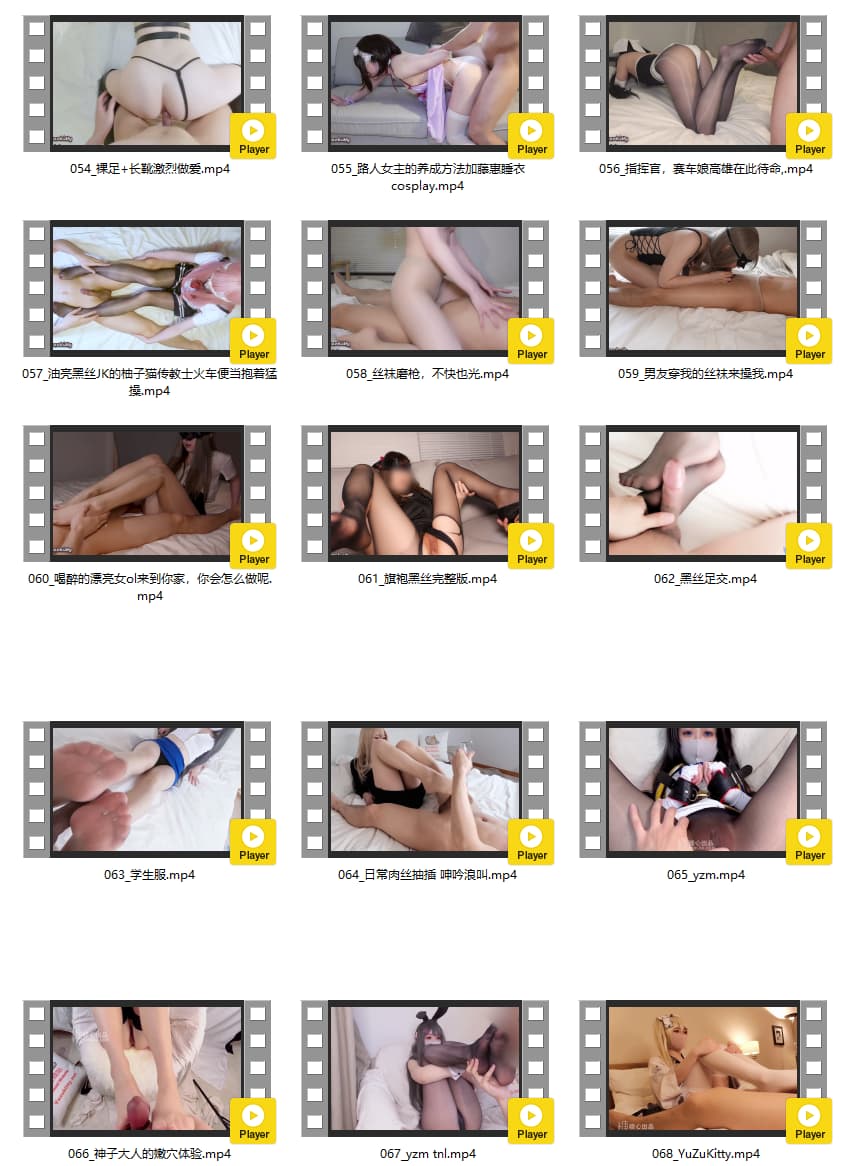 Player
Player
Player
054_裸足+长靴激烈做爱.mp4
055_路人女主的养成方法加藤惠睡衣
cosplay.mp4
056_指挥官，赛车娘高雄在此待命,.mp4
Player
Player
Player
057_油亮黑丝JK的柚子猫传教士火车便当抱着猛
操.mp4
058_丝袜磨枪，不快也光.mp4
059_男友穿我的丝袜来操我.mp4
Player
Player
Player
060_喝醉的漂亮女ol来到你家，你会怎么做呢.
mp4
061_旗袍黑丝完整版.mp4
062_黑丝足交.mp4
Player
Player
Player
063_学生服.mp4
064_日常肉丝抽插 呻吟浪叫.mp4
065_yzm.mp4
Player
Player
Player
066_神子大人的嫩穴体验.mp4
067_yzm tnl.mp4
068_YuZuKitty.mp4